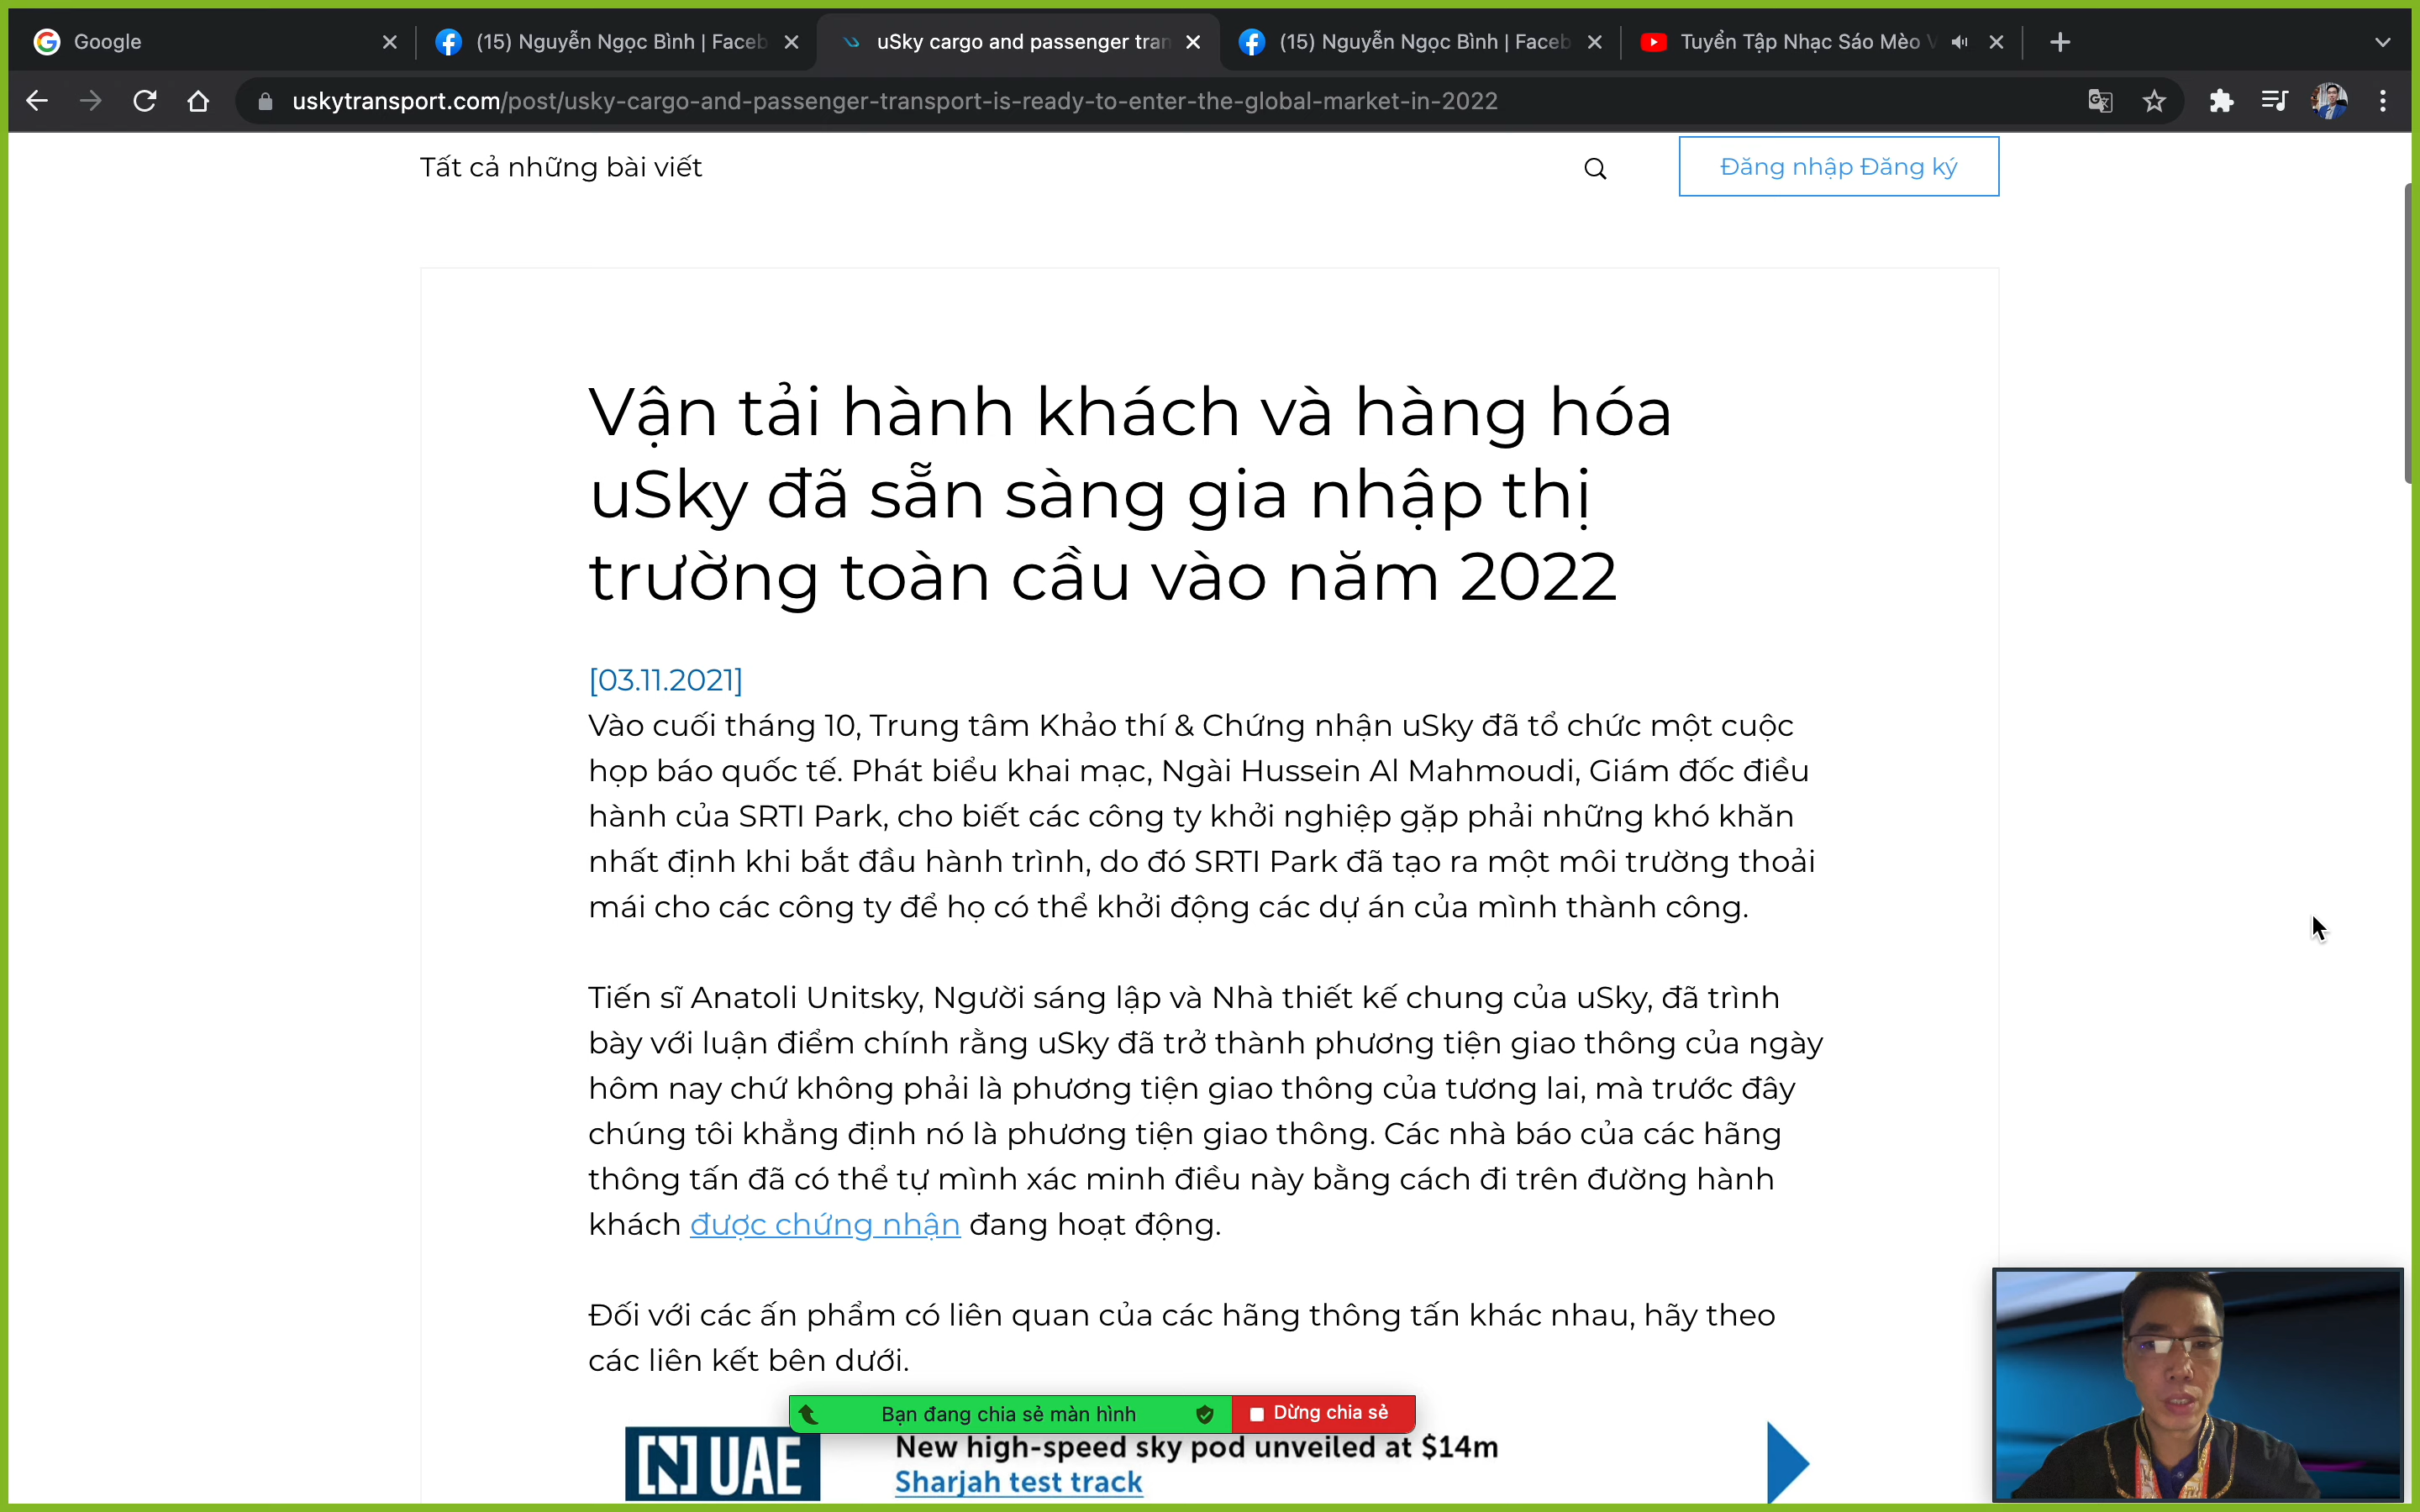 Google
(15) Nguyễn Ngọc Bình | Faceb
uSky cargo and passenger tran
(15) Nguyễn Ngọc Bình | Faceb
Tuyển Tập Nhạc Sáo Mèo V
uskytransport.com/post/usky-cargo-and-passenger-transport-is-ready-to-enter-the-global-market-in-2022
Tất cả những bài viết
Đăng nhập Đăng ký
Vận tải hành khách và hàng hóa
uSky đã sẵn sàng gia nhập thị
trường toàn cầu vào năm 2022
[03.11.2021]
Vào cuối tháng 10, Trung tâm Khảo thí & Chứng nhận uSky đã tổ chức một cuộc
họp báo quốc tế. Phát biểu khai mạc, Ngài Hussein Al Mahmoudi, Giám đốc điều
hành của SRTI Park, cho biết các công ty khởi nghiệp gặp phải những khó khăn
nhất định khi bắt đầu hành trình, do đó SRTI Park đã tạo ra một môi trường thoải
mái cho các công ty để họ có thể khởi động các dự án của mình thành công.
Tiến sĩ Anatoli Unitsky, Người sáng lập và Nhà thiết kế chung của uSky, đã trình
bày với luận điểm chính rằng uSky đã trở thành phương tiện giao thông của ngày
hôm nay chứ không phải là phương tiện giao thông của tương lai, mà trước đây
chúng tôi khẳng định nó là phương tiện giao thông. Các nhà báo của các hãng
thông tấn đã có thể tự mình xác minh điều này bằng cách đi trên đường hành
khách được chứng nhận đang hoạt động.
Đối với các ấn phẩm có liên quan của các hãng thông tấn khác nhau, hãy theo
các liên kết bên dưới.
Bạn đang chia sẻ màn hình
Dừng chia sẻ
[N] UAE
New high-speed sky pod unveiled at $14m
Sharjah test track